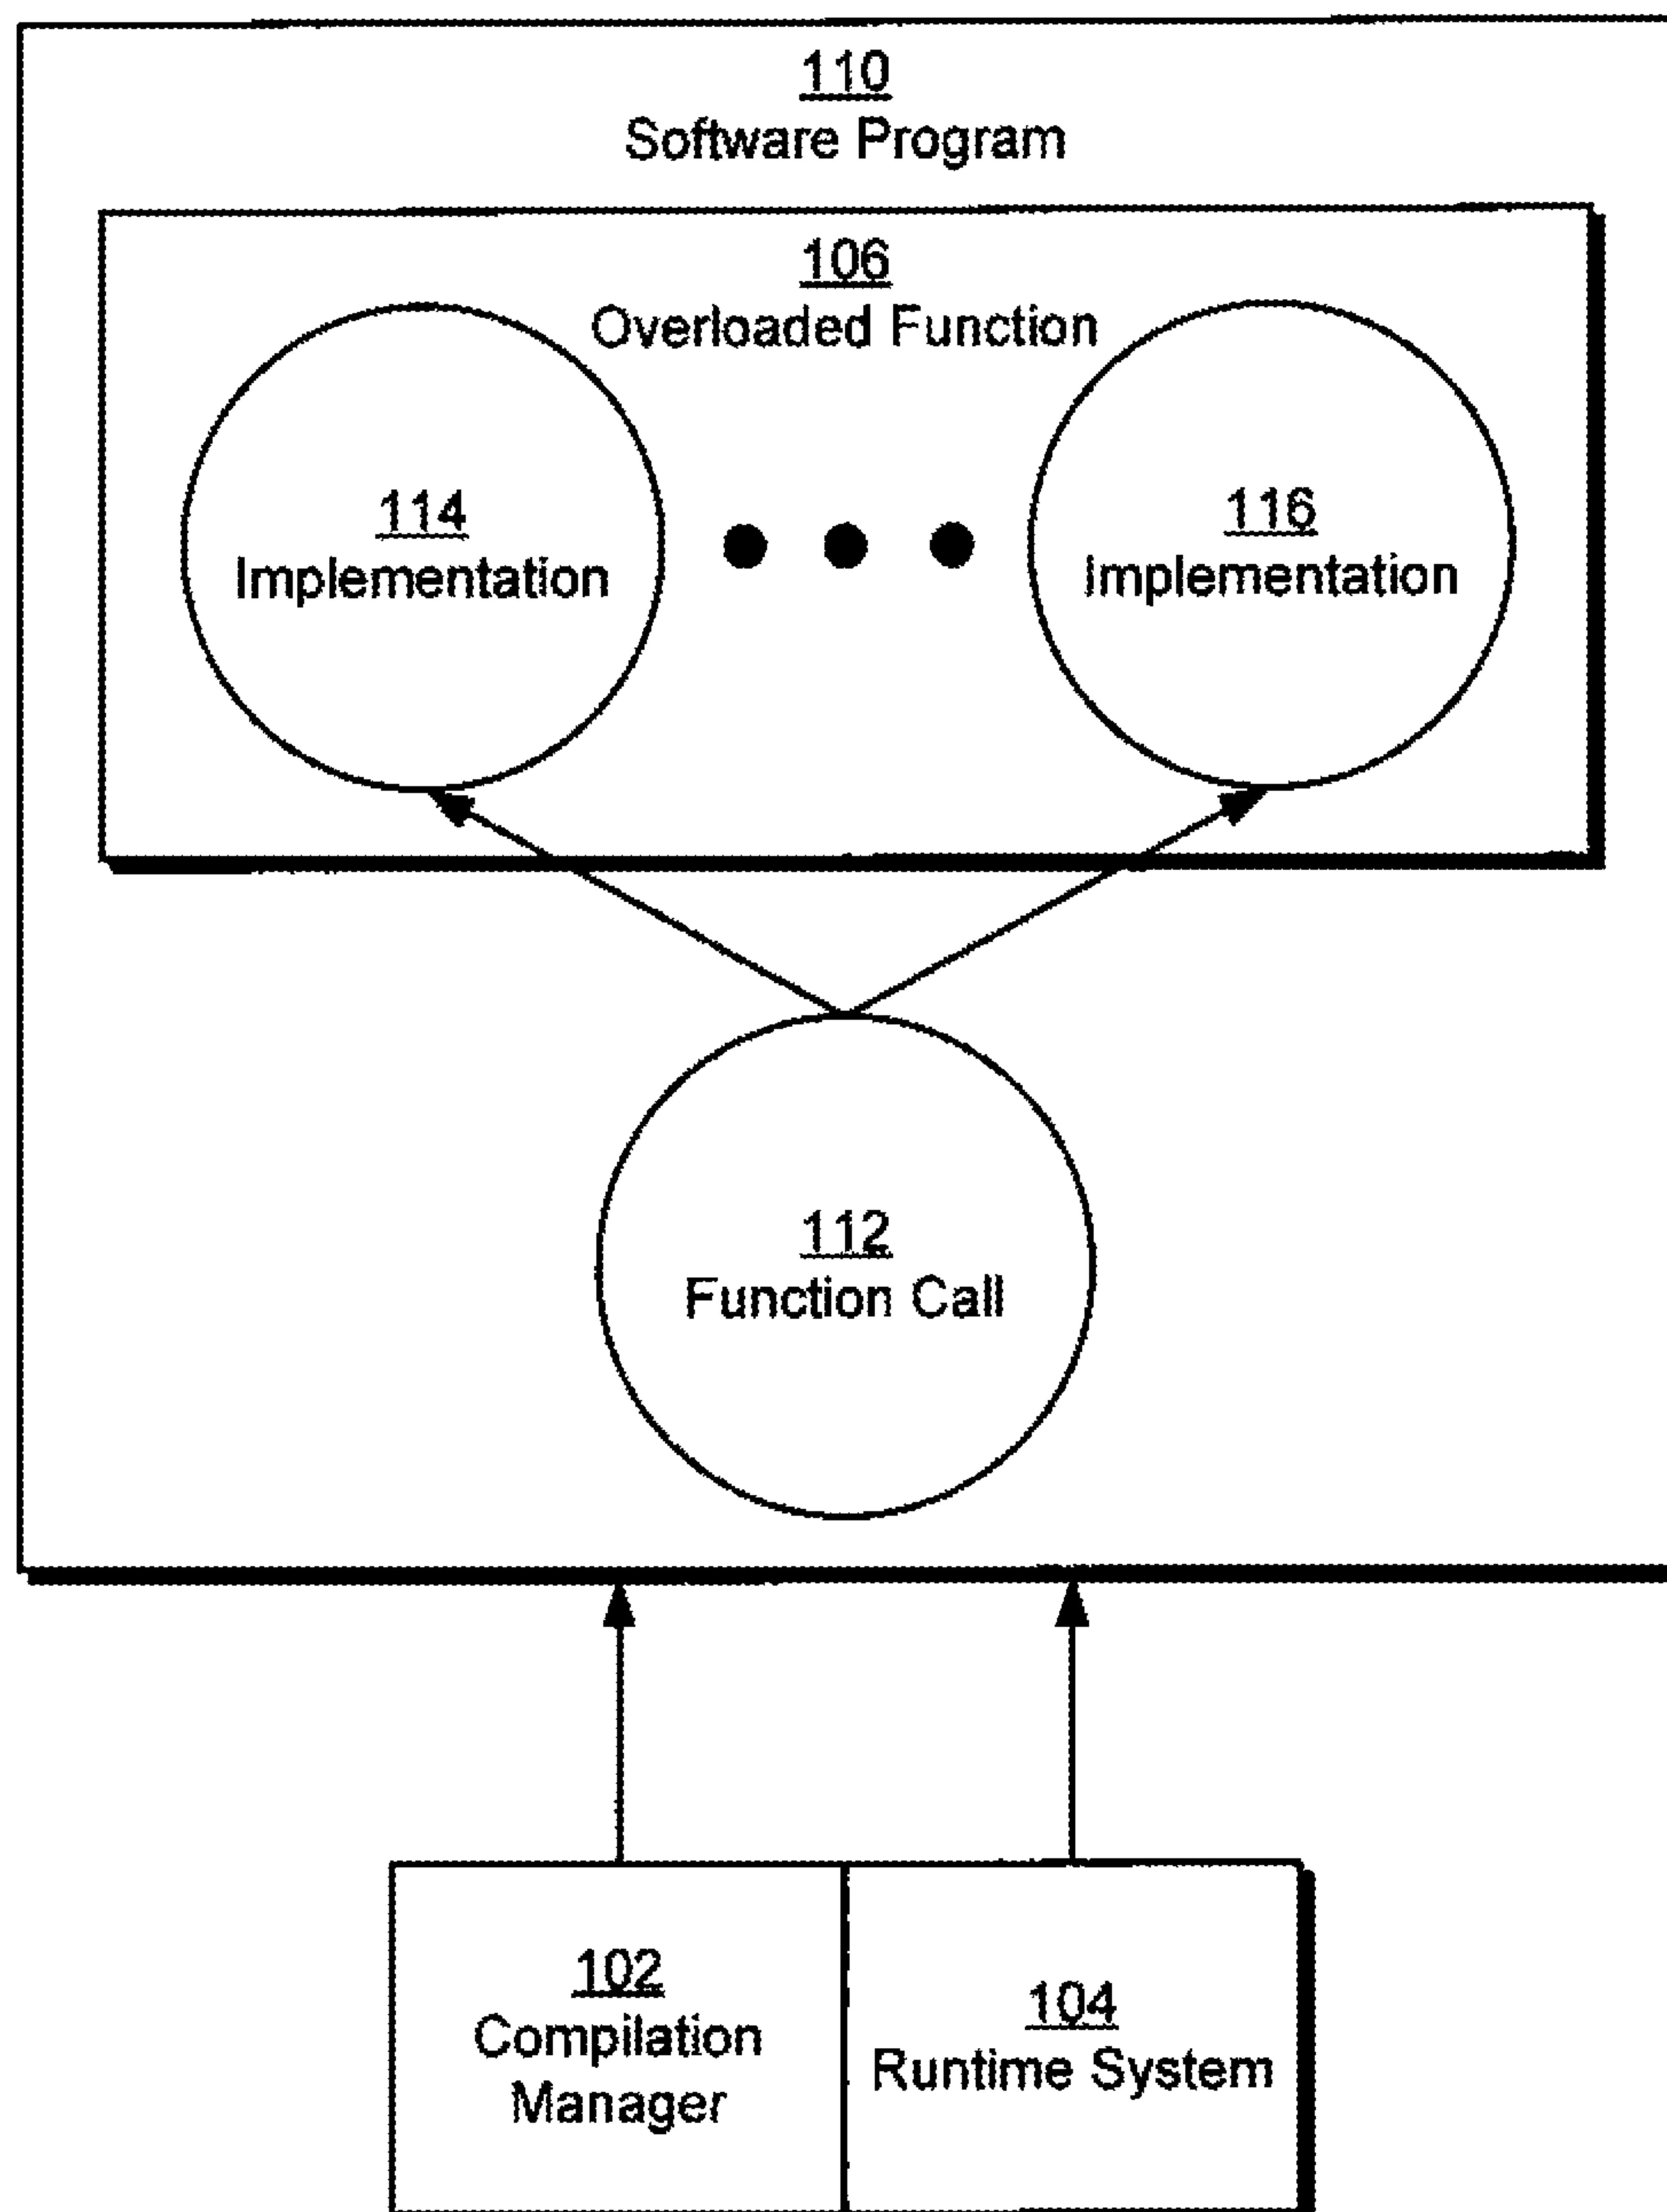 110
Software Program
106
Overloaded Function
114
Implementation
116
Implementation
112
Function Call
102
Compilation
Manager
104
Runtime System